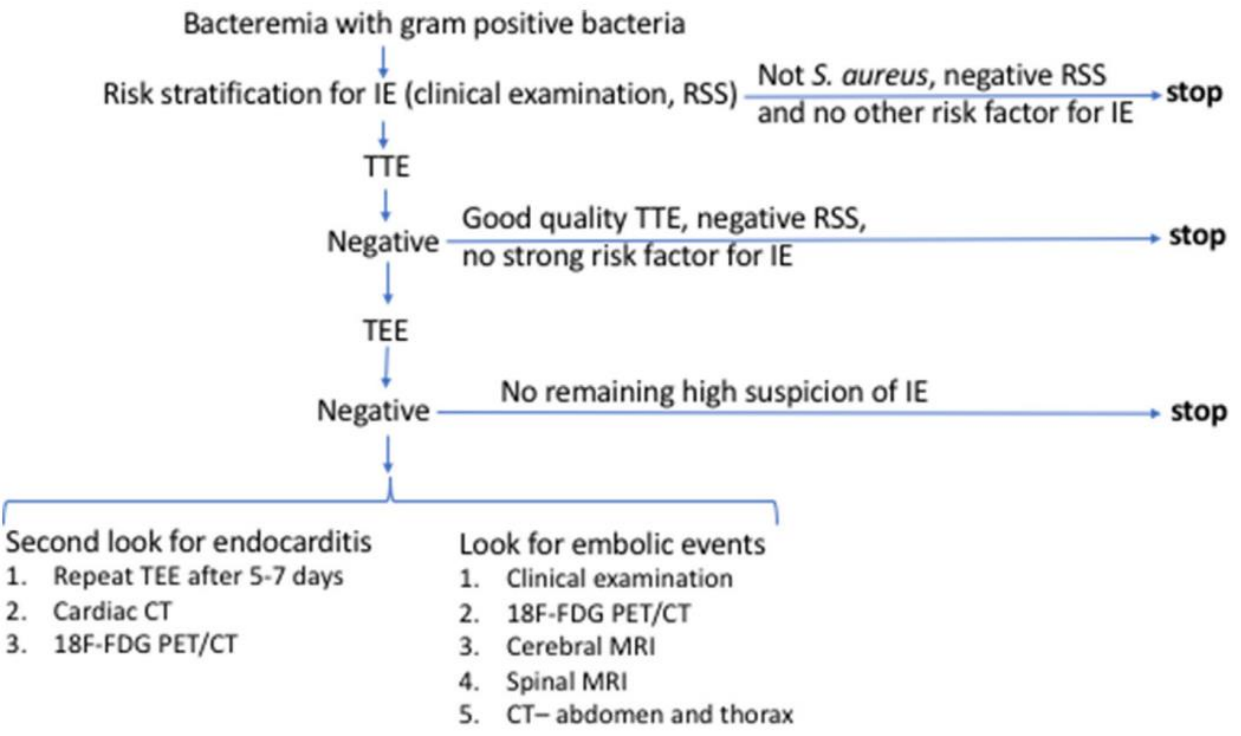 Bacteremia with gram positive bacteria
Risk stratification for IE (clinical examination, RSS)
Not S. aureus, negative RSS
and no other risk factor for IE
stop
TTE
Negative
Good quality TTE, negative RSS,
no strong risk factor for IE
stop
TEE
Negative
No remaining high suspicion of IE
stop
Second look for endocarditis
1. Repeat TEE after 5-7 days
2. Cardiac CT
3. 18F-FDG PET/CT
Look for embolic events
1. Clinical examination
2. 18F-FDG PET/CT
3. Cerebral MRI
4. Spinal MRI
5. CT– abdomen and thorax